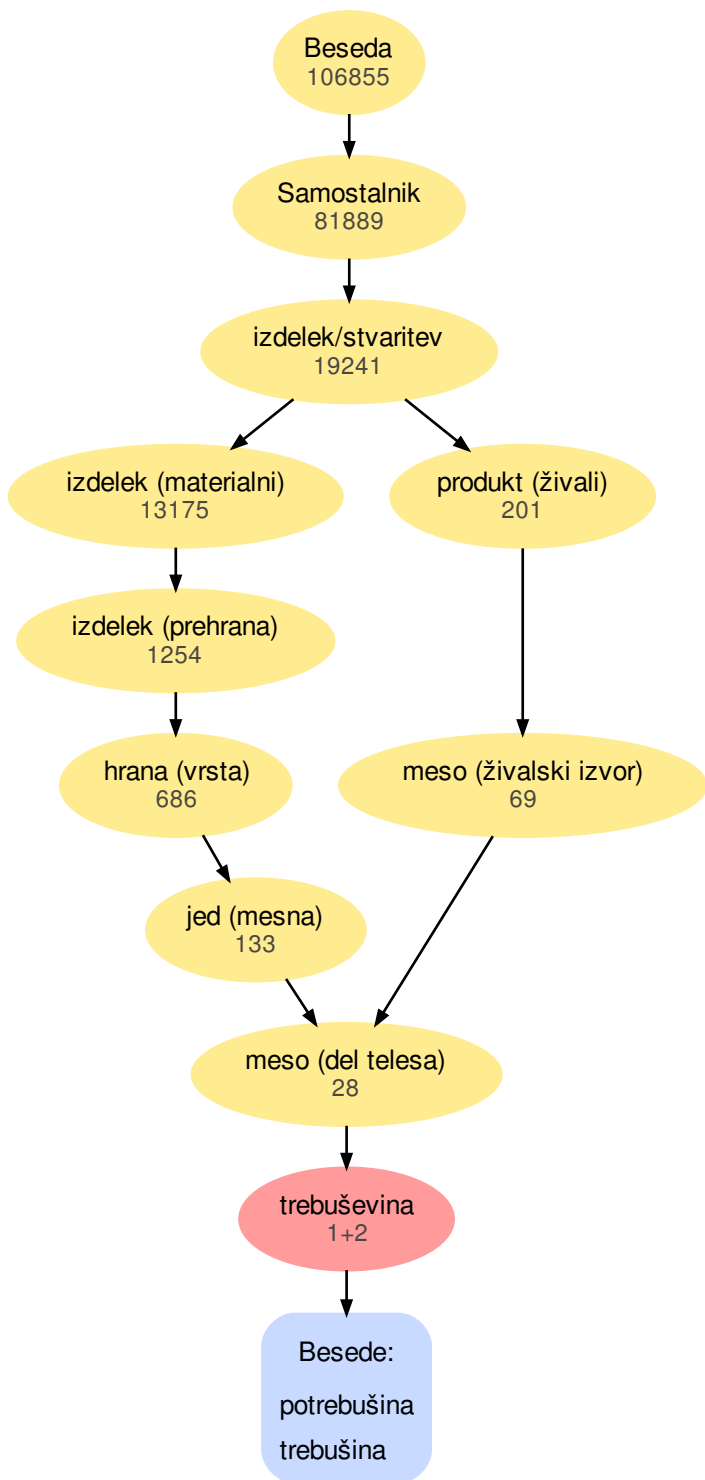 Beseda
106855
Samostalnik
81889
izdelek/stvaritev
19241
izdelek (materialni)
13175
produkt (živali)
201
izdelek (prehrana)
1254
hrana (vrsta)
686
meso (živalski izvor)
69
jed (mesna)
133
meso (del telesa)
28
trebuševina
1+2
Besede:
potrebušina
trebušina